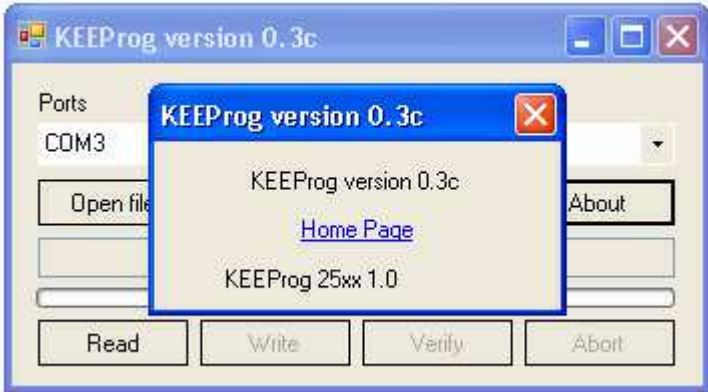 KEEProg version 0.3c
Ports
KEEProg version 0.3c
COM3
KEEProg version 0.3c
Open file
About
Home Page
KEEProg 25xx 1.0
Read
Write
Verify
Abort